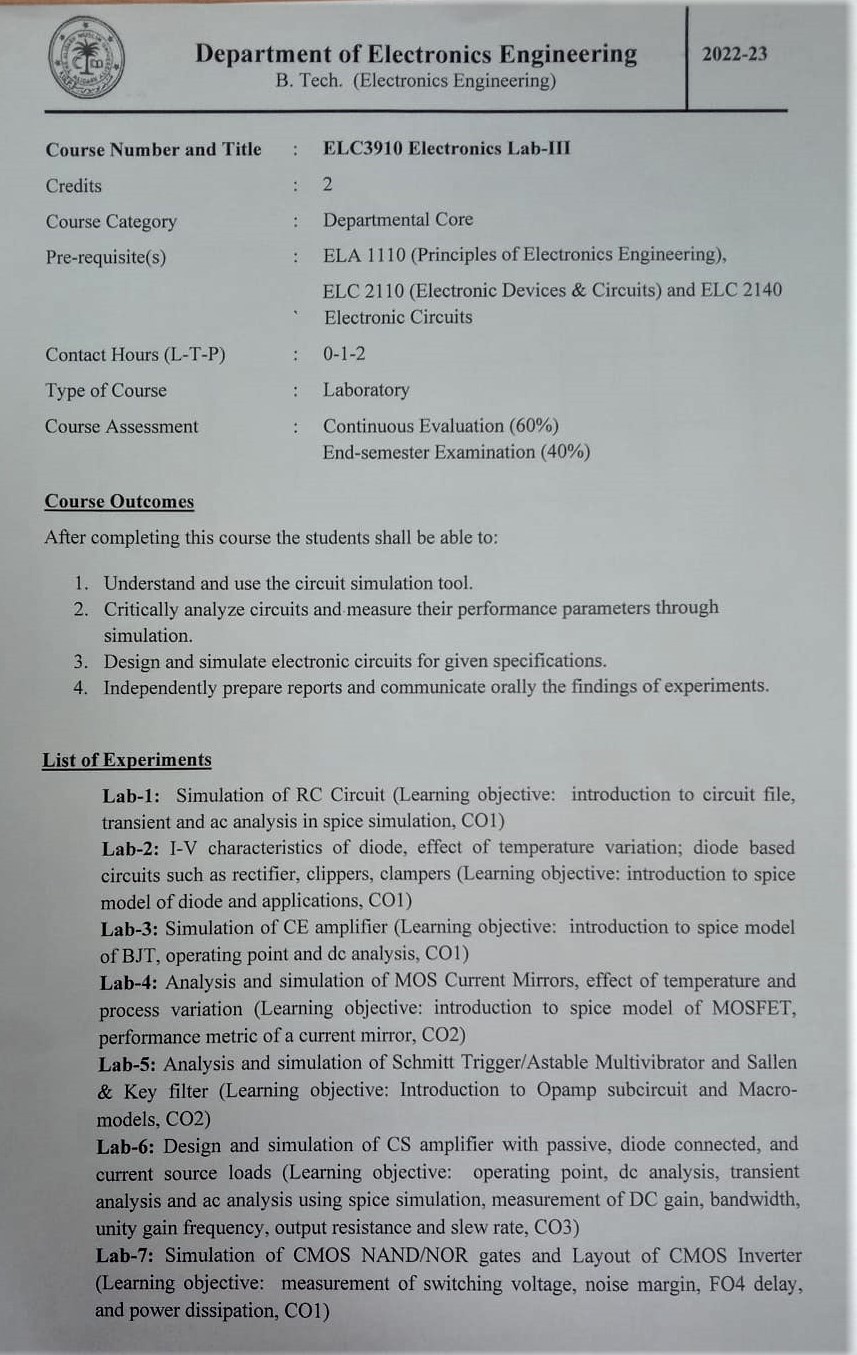 Department of Electronics Engineering
B. Tech. (Electronics Engineering)
2022-23
Course Number and Title : ELC3910 Electronics Lab-III
Credits : 2
Course Category : Departmental Core
Pre-requisite(s) : ELA 1110 (Principles of Electronics Engineering),
ELC 2110 (Electronic Devices & Circuits) and ELC 2140
Electronic Circuits
Contact Hours (L-T-P) : 0-1-2
Type of Course : Laboratory
Course Assessment : Continuous Evaluation (60%)
End-semester Examination (40%)
Course Outcomes
After completing this course the students shall be able to:
1. Understand and use the circuit simulation tool.
2. Critically analyze circuits and measure their performance parameters through
simulation.
3. Design and simulate electronic circuits for given specifications.
4. Independently prepare reports and communicate orally the findings of experiments.
List of Experiments
Lab-1: Simulation of RC Circuit (Learning objective: introduction to circuit file,
transient and ac analysis in spice simulation, CO1)
Lab-2: I-V characteristics of diode, effect of temperature variation; diode based
circuits such as rectifier, clippers, clampers (Learning objective: introduction to spice
model of diode and applications, CO1)
Lab-3: Simulation of CE amplifier (Learning objective: introduction to spice model
of BJT, operating point and dc analysis, CO1)
Lab-4: Analysis and simulation of MOS Current Mirrors, effect of temperature and
process variation (Learning objective: introduction to spice model of MOSFET,
performance metric of a current mirror, CO2)
Lab-5: Analysis and simulation of Schmitt Trigger/Astable Multivibrator and Sallen
& Key filter (Learning objective: Introduction to Opamp subcircuit and Macro-
models, CO2)
Lab-6: Design and simulation of CS amplifier with passive, diode connected, and
current source loads (Learning objective: operating point, dc analysis, transient
analysis and ac analysis using spice simulation, measurement of DC gain, bandwidth,
unity gain frequency, output resistance and slew rate, CO3)
Lab-7: Simulation of CMOS NAND/NOR gates and Layout of CMOS Inverter
(Learning objective: measurement of switching voltage, noise margin, FO4 delay,
and power dissipation, CO1)